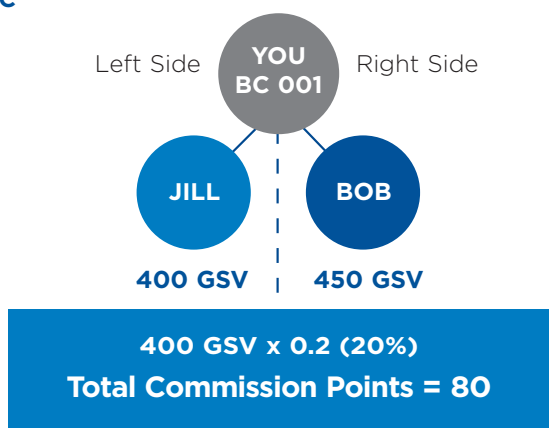 Left Side
YOU
BC 001
Right Side
JILL
BOB
400 GSV
450 GSV
400 GSV x 0.2 (20%)
Total Commission Points = 80